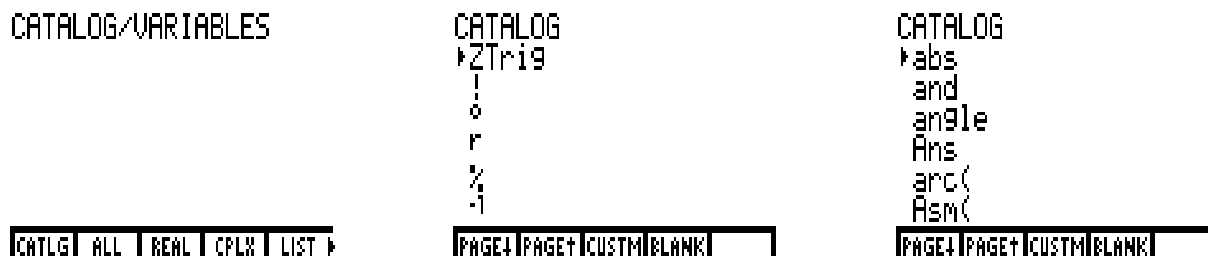 CATALOG/VARIABLES
CATLG ALL REAL CPLX LIST
CATALOG
ZTrig
!
o
r
%
-1
PAGE↓ PAGE↑ CUSTM BLANK
CATALOG
abs
and
angle
Ans
arc(
Asm(
PAGE↓ PAGE↑ CUSTM BLANK